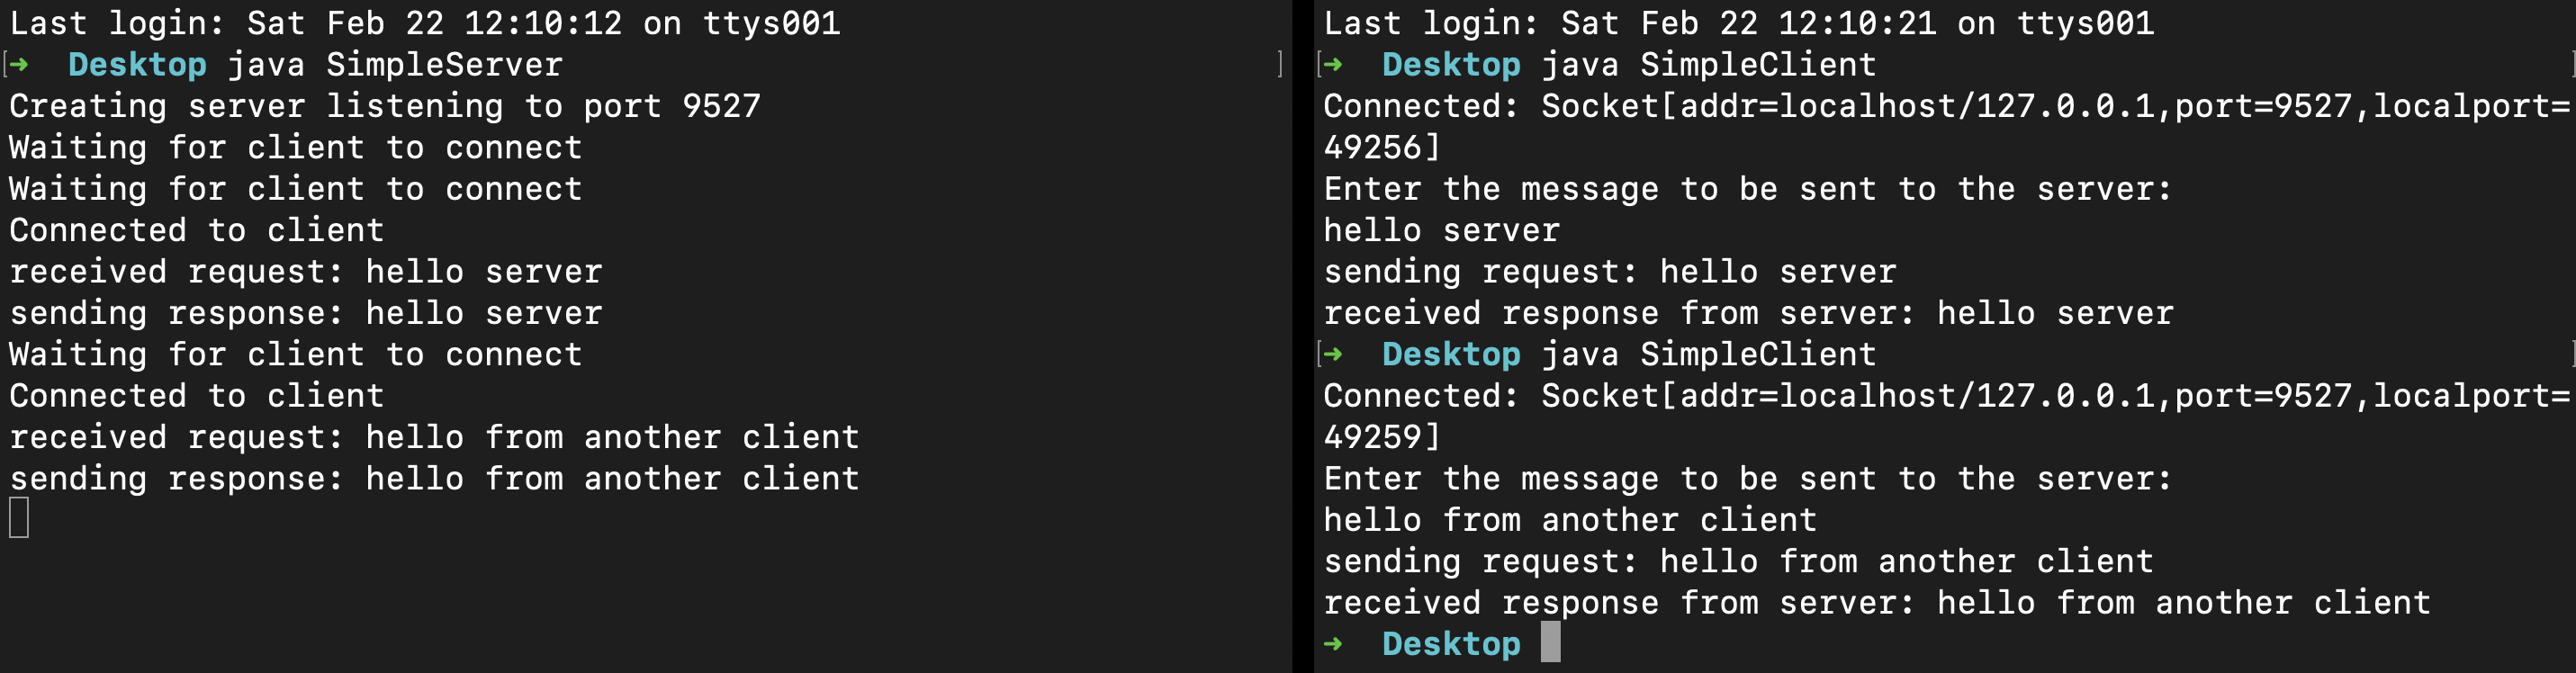 Last login: Sat Feb 22 12:10:12 on ttys001
[➜  Desktop java SimpleServer ]
Creating server listening to port 9527
Waiting for client to connect
Waiting for client to connect
Connected to client
received request: hello server
sending response: hello server
Waiting for client to connect
Connected to client
received request: hello from another client
sending response: hello from another client
Last login: Sat Feb 22 12:10:21 on ttys001
[➜  Desktop java SimpleClient ]
Connected: Socket[addr=localhost/127.0.0.1,port=9527,localport=
49256]
Enter the message to be sent to the server:
hello server
sending request: hello server
received response from server: hello server
[➜  Desktop java SimpleClient ]
Connected: Socket[addr=localhost/127.0.0.1,port=9527,localport=
49259]
Enter the message to be sent to the server:
hello from another client
sending request: hello from another client
received response from server: hello from another client
➜  Desktop